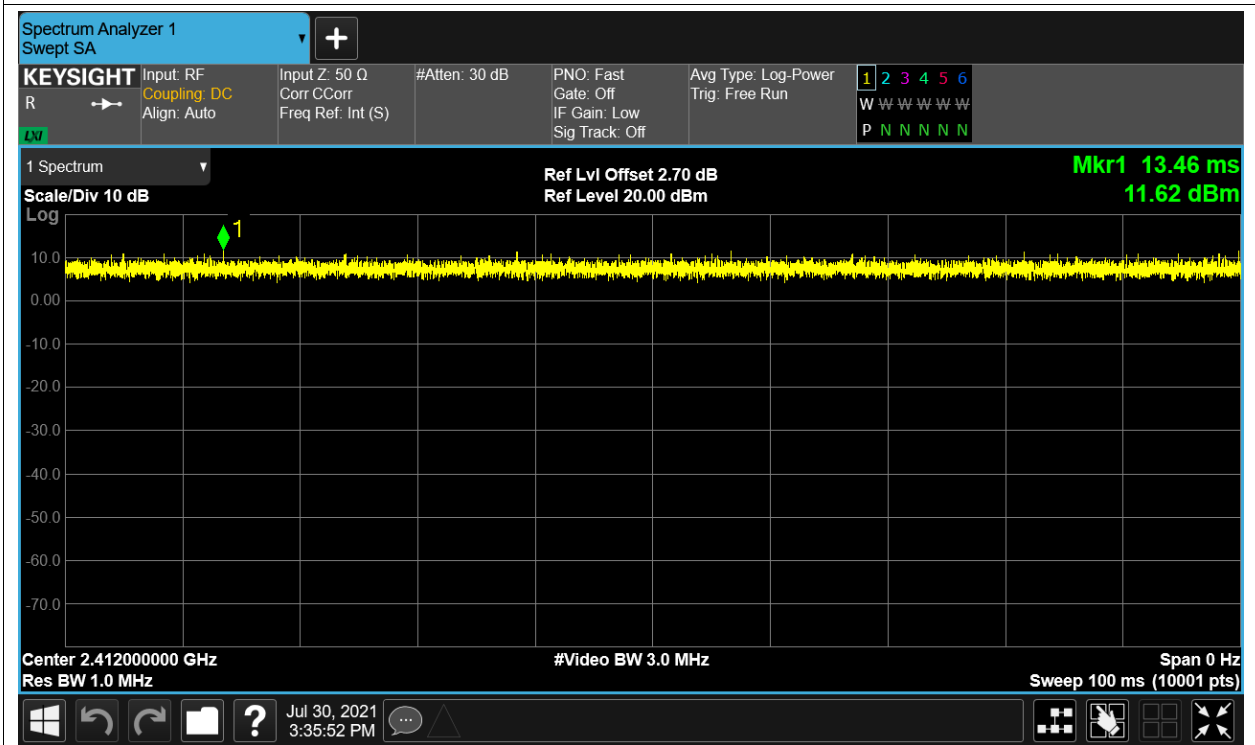 Spectrum Analyzer 1
Swept SA
KEYSIGHT
R
LXI
Input: RF
Coupling: DC
Align: Auto
Input Z: 50 Ω
Corr CCorr
Freq Ref: Int (S)
#Atten: 30 dB
PNO: Fast
Gate: Off
IF Gain: Low
Sig Track: Off
Avg Type: Log-Power
Trig: Free Run
1 2 3 4 5 6
W W W W W W
P N N N N N
1 Spectrum
Scale/Div 10 dB
Log
Ref Lvl Offset 2.70 dB
Ref Level 20.00 dBm
Mkr1 13.46 ms
11.62 dBm
1
10.0
0.00
-10.0
-20.0
-30.0
-40.0
-50.0
-60.0
-70.0
Center 2.412000000 GHz
#Video BW 3.0 MHz
Span 0 Hz
Res BW 1.0 MHz
Sweep 100 ms (10001 pts)
?
Jul 30, 2021
3:35:52 PM